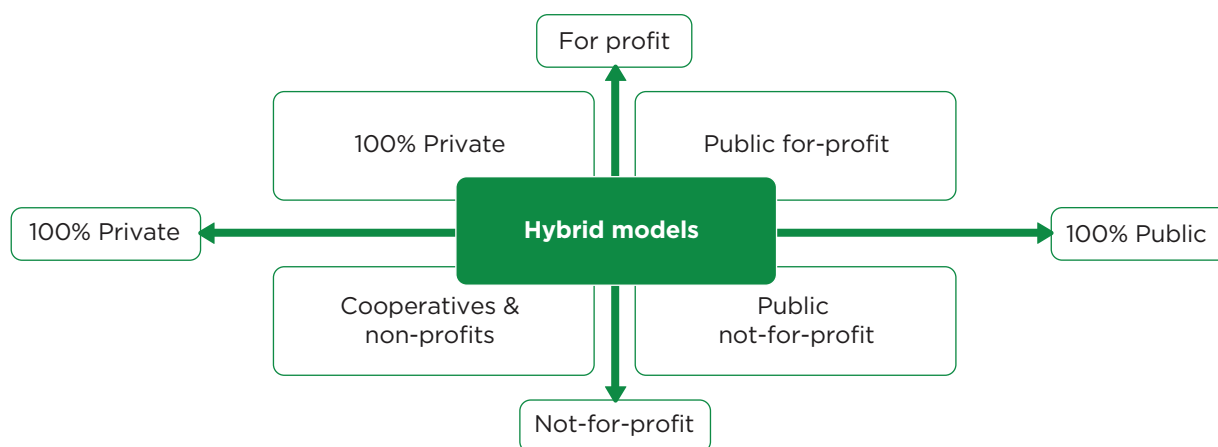 For profit
100% Private
Public for-profit
100% Private
Hybrid models
100% Public
Cooperatives &
non-profits
Public
not-for-profit
Not-for-profit